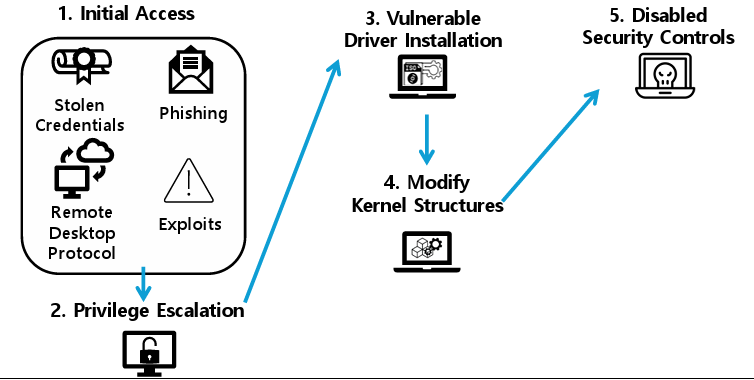 1. Initial Access
Stolen
Credentials
Phishing
Remote
Desktop
Protocol
Exploits
2. Privilege Escalation
3. Vulnerable
Driver Installation
4. Modify
Kernel Structures
5. Disabled
Security Controls